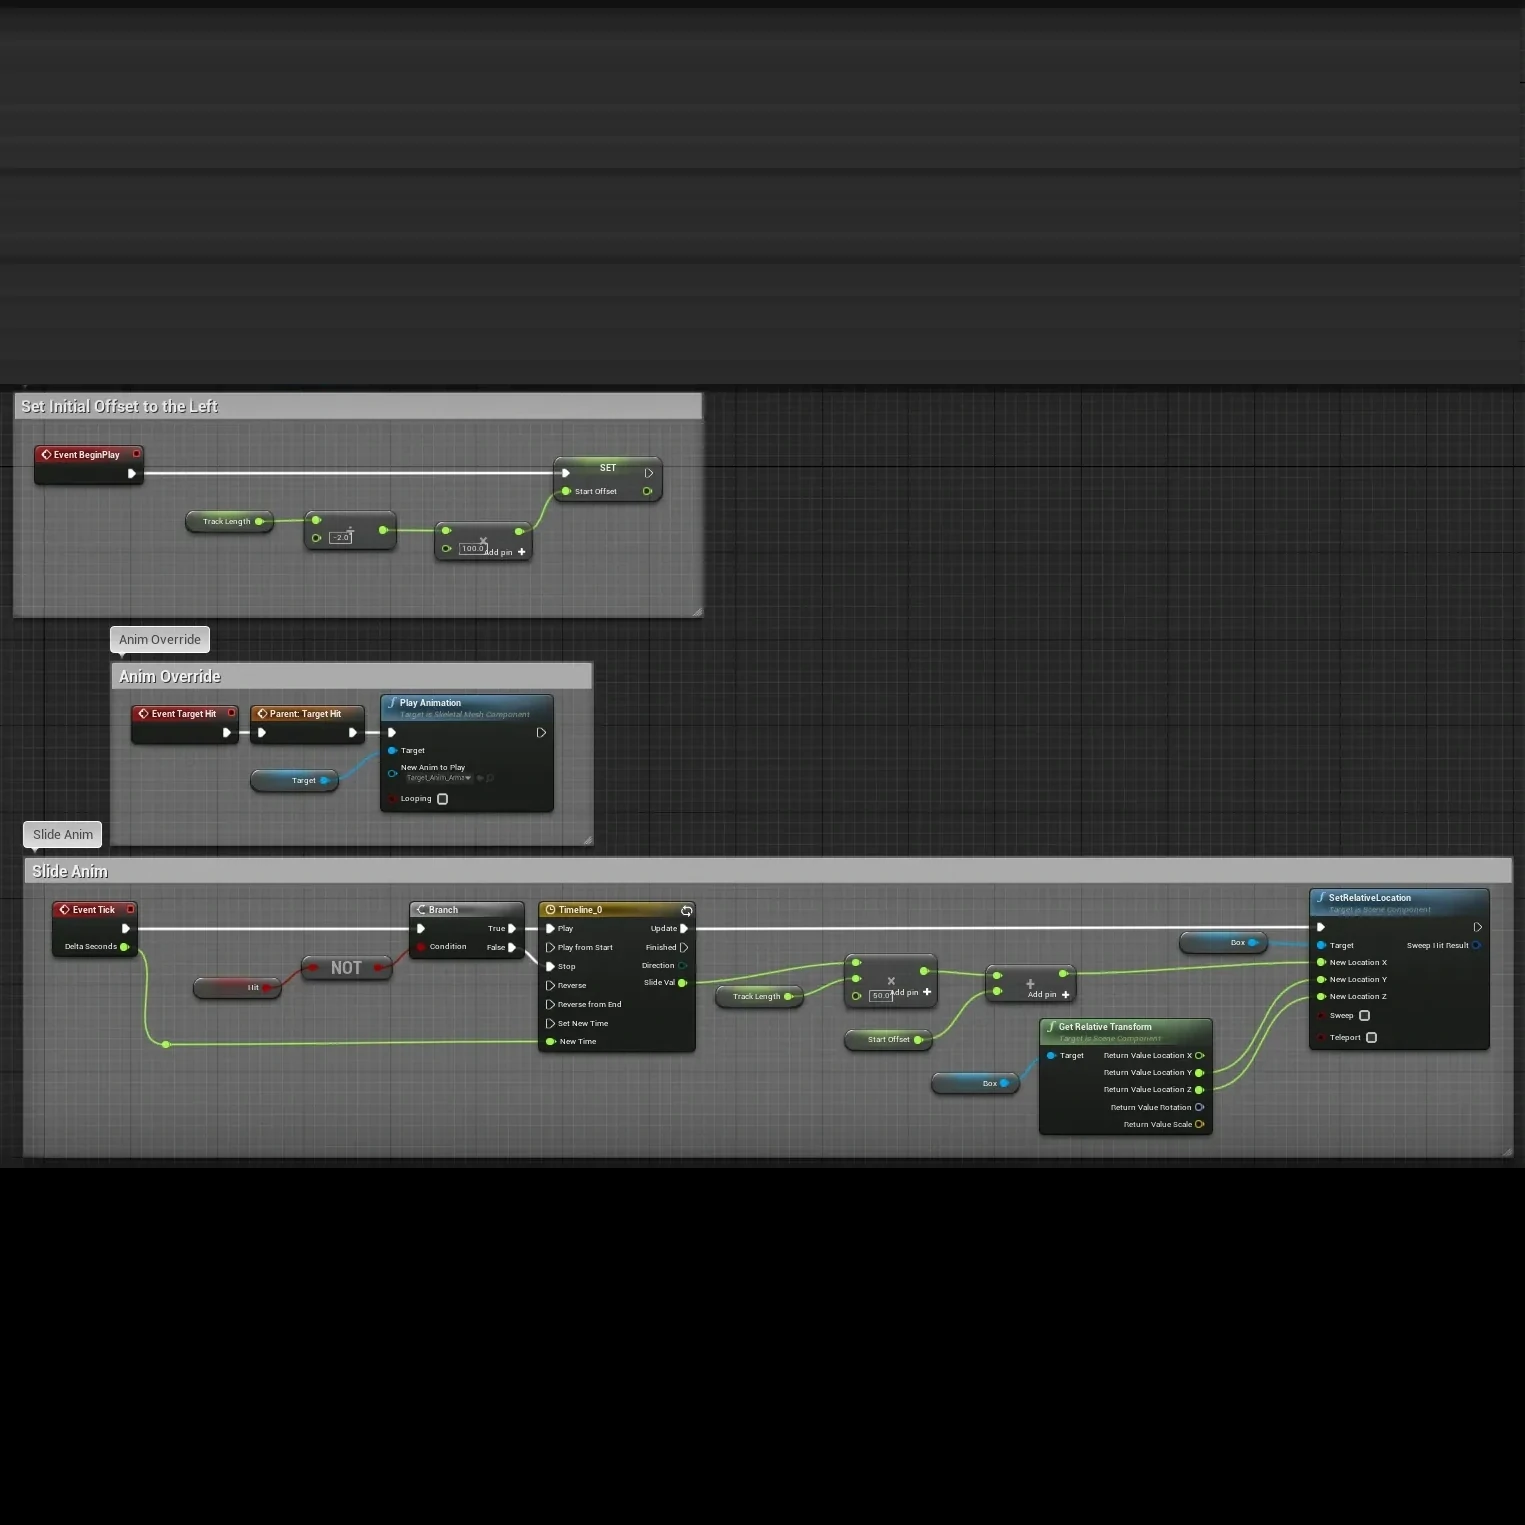 Set Initial Offset to the Left
Event BeginPlay
SET
Start Offset
Track Length
÷
-2.0
×
100.0
Add pin +
Anim Override
Anim Override
Event Target Hit
Parent: Target Hit
Play Animation
Target is Skeletal Mesh Component
Target
Target
New Anim to Play
Looping
Slide Anim
Slide Anim
Event Tick
Delta Seconds
Hit
NOT
Branch
True
Condition
False
Timeline_0
Play
Update
Play from Start
Finished
Stop
Direction
Reverse
Slide Val
Reverse from End
Set New Time
New Time
Track Length
×
50.0
Add pin +
Start Offset
+
Add pin +
Box
Get Relative Transform
Target is Scene Component
Target
Return Value Location X
Return Value Location Y
Return Value Location Z
Return Value Rotation
Return Value Scale
Box
SetRelativeLocation
Target is Scene Component
Target
Sweep Hit Result
New Location X
New Location Y
New Location Z
Sweep
Teleport